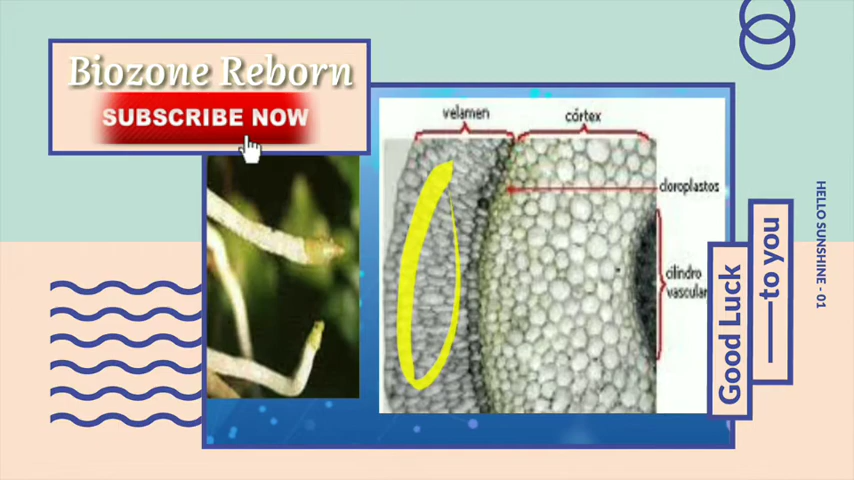 Biozone Reborn
SUBSCRIBE NOW
velamen
córtex
cloroplastos
cilindro
vascular
Good Luck
to you
HELLO SUNSHINE - 01